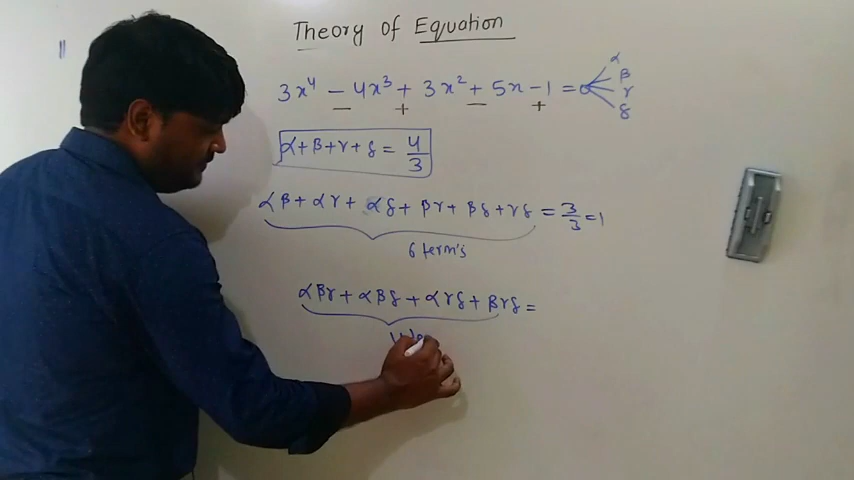 Theory of Equation
3x⁴ - 4x³ + 3x² + 5x - 1 = 0
α
β
γ
δ
- + - +
α + β + γ + δ = 4/3
αβ + αγ + αδ + βγ + βδ + γδ = 3/3 = 1
6 term's
αβγ + αβδ + αγδ + βγδ =